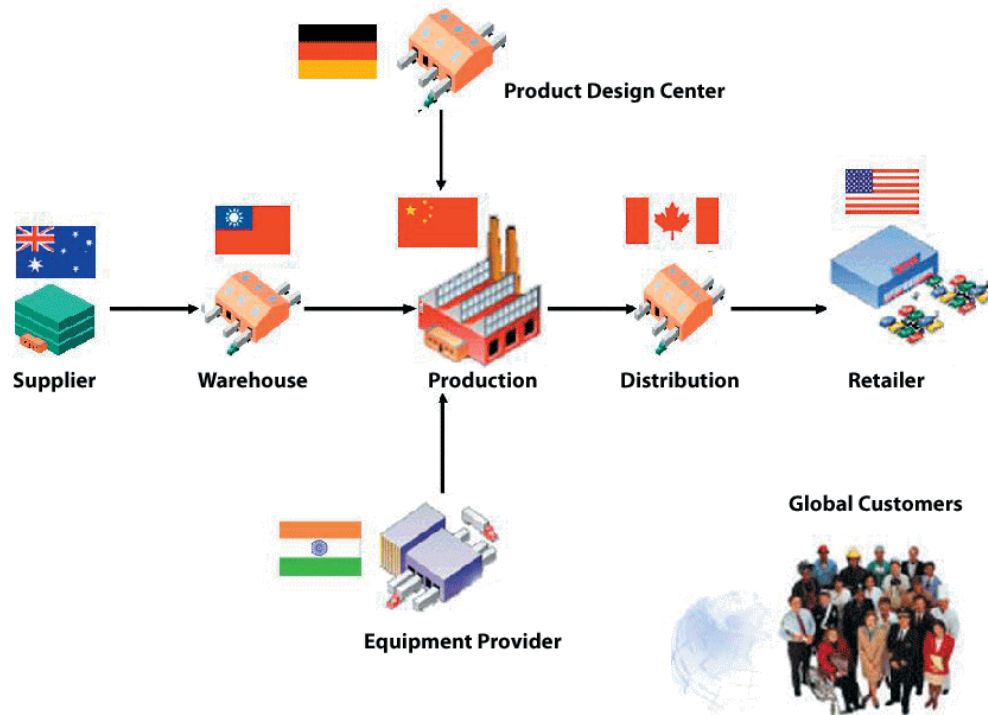 Product Design Center
Supplier
Warehouse
Production
Distribution
Retailer
Global Customers
Equipment Provider